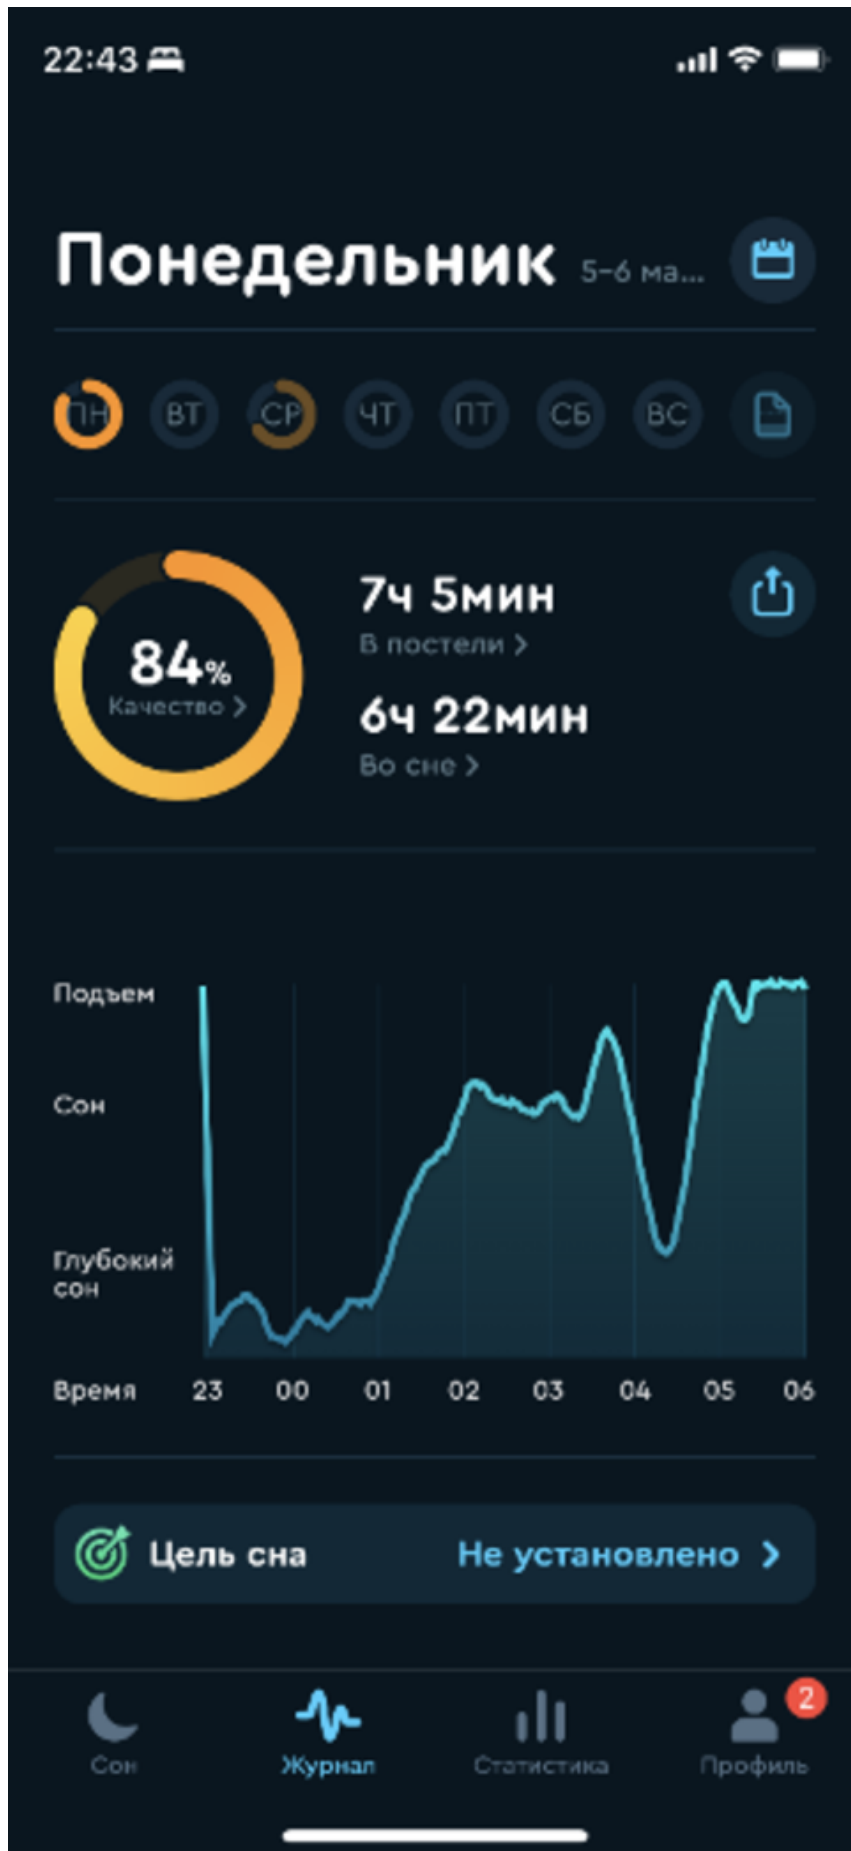 22:43
Понедельник 5–6 ма...
ПН ВТ СР ЧТ ПТ СБ ВС
84%
Качество >
7ч 5мин
В постели >
6ч 22мин
Во сне >
Подъем
Сон
Глубокий
сон
Время 23 00 01 02 03 04 05 06
Цель сна Не установлено >
2
Сон Журнал Статистика Профиль